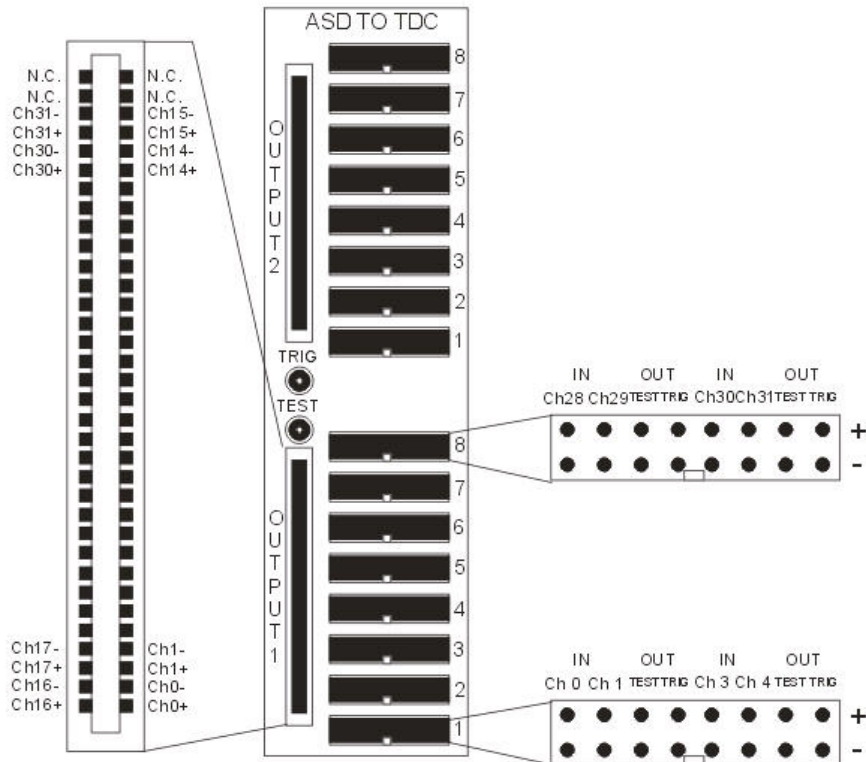 ASD TO TDC
N.C. N.C.
N.C. N.C.
Ch31- Ch15-
Ch31+ Ch15+
Ch30- Ch14-
Ch30+ Ch14+
Ch17- Ch1-
Ch17+ Ch1+
Ch16- Ch0-
Ch16+ Ch0+
OUTPUT2
8
7
6
5
4
3
2
1
TRIG
TEST
OUTPUT1
8
7
6
5
4
3
2
1
IN OUT IN OUT
Ch28 Ch29 TEST TRIG Ch30 Ch31 TEST TRIG
+
-
IN OUT IN OUT
Ch 0 Ch 1 TEST TRIG Ch 3 Ch 4 TEST TRIG
+
-